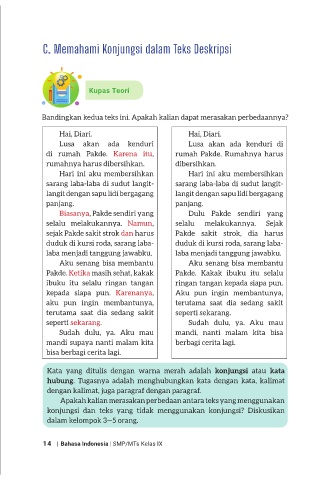 C. Memahami Konjungsi dalam Teks Deskripsi
Kupas Teori
Bandingkan kedua teks ini. Apakah kalian dapat merasakan perbedaannya?
Hai, Diari.
Lusa akan ada kenduri
di rumah Pakde. Karena itu,
rumahnya harus dibersihkan.
Hari ini aku membersihkan
sarang laba-laba di sudut langit-
langit dengan sapu lidi bergagang
panjang.
Biasanya, Pakde sendiri yang
selalu melakukannya. Namun,
sejak Pakde sakit strok dan harus
duduk di kursi roda, sarang laba-
laba menjadi tanggung jawabku.
Aku senang bisa membantu
Pakde. Ketika masih sehat, kakak
ibuku itu selalu ringan tangan
kepada siapa pun. Karenanya,
aku pun ingin membantunya,
terutama saat dia sedang sakit
seperti sekarang.
Sudah dulu, ya. Aku mau
mandi supaya nanti malam kita
bisa berbagi cerita lagi.
Hai, Diari.
Lusa akan ada kenduri di
rumah Pakde. Rumahnya harus
dibersihkan.
Hari ini aku membersihkan
sarang laba-laba di sudut langit-
langit dengan sapu lidi bergagang
panjang.
Dulu Pakde sendiri yang
selalu melakukannya. Sejak
Pakde sakit strok, dia harus
duduk di kursi roda, sarang laba-
laba menjadi tanggung jawabku.
Aku senang bisa membantu
Pakde. Kakak ibuku itu selalu
ringan tangan kepada siapa pun.
Aku pun ingin membantunya,
terutama saat dia sedang sakit
seperti sekarang.
Sudah dulu, ya. Aku mau
mandi, nanti malam kita bisa
berbagi cerita lagi.
Kata yang ditulis dengan warna merah adalah konjungsi atau kata
hubung. Tugasnya adalah menghubungkan kata dengan kata, kalimat
dengan kalimat, juga paragraf dengan paragraf.
Apakah kalian merasakan perbedaan antara teks yang menggunakan
konjungsi dan teks yang tidak menggunakan konjungsi? Diskusikan
dalam kelompok 3—5 orang.
14 | Bahasa Indonesia | SMP/MTs Kelas IX